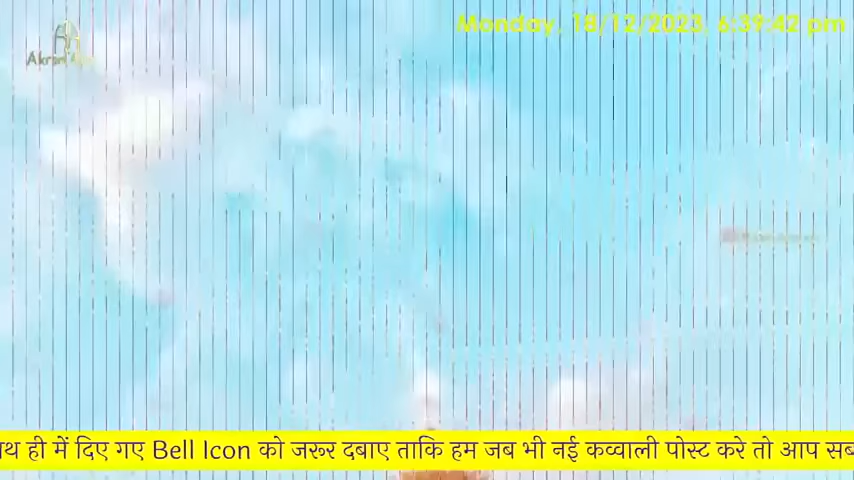 Monday, 18/12/2023, 6:39:42 pm
ही में दिए गए Bell Icon को जरूर दबाए ताकि हम जब भी नई कव्वाली पोस्ट करे तो आप सब